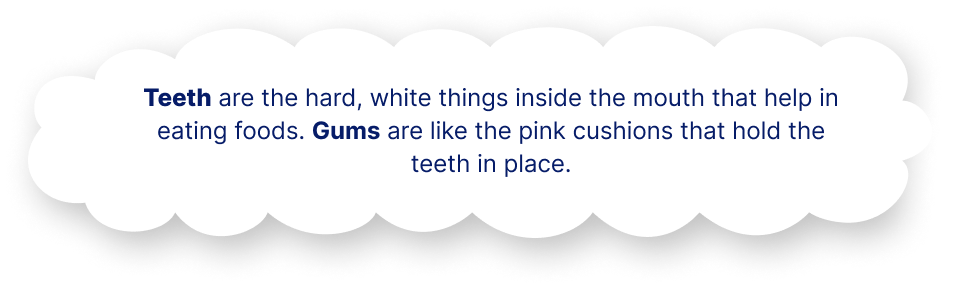 Teeth are the hard, white things inside the mouth that help in
eating foods. Gums are like the pink cushions that hold the
teeth in place.